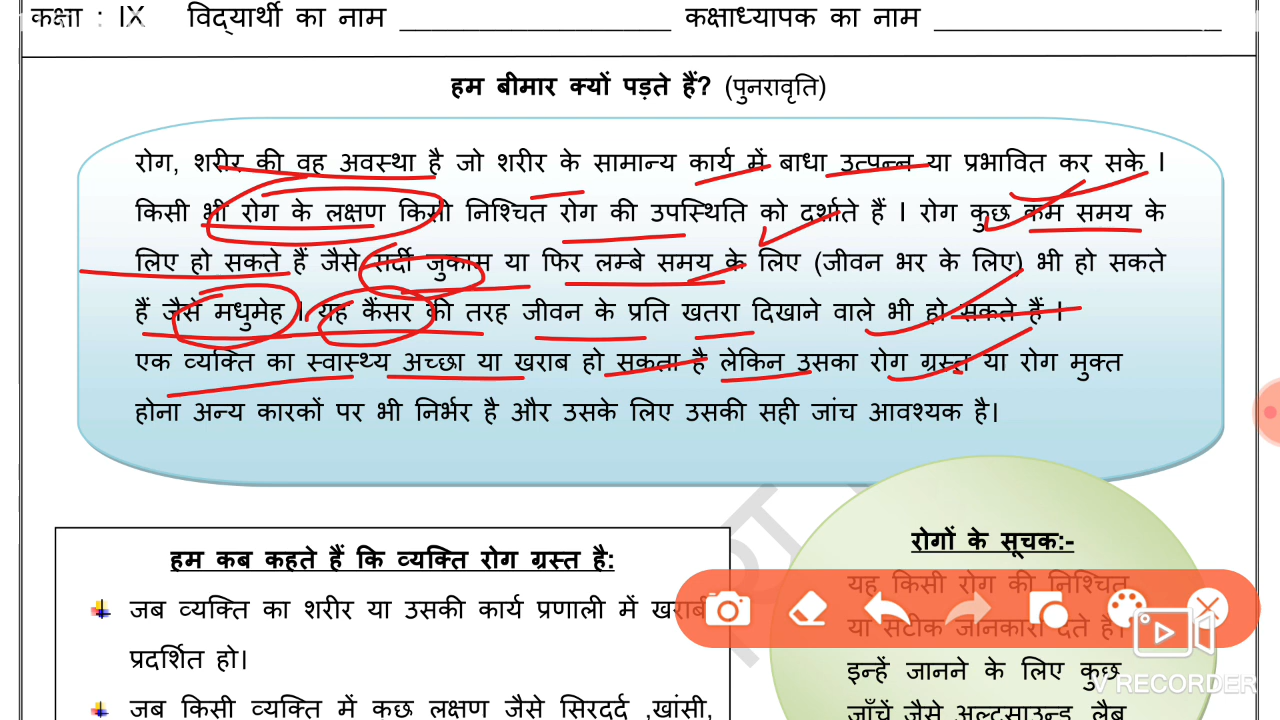 कक्षा : IX विद्यार्थी का नाम ___________________ कक्षाध्यापक का नाम ____________________
हम बीमार क्यों पड़ते हैं? (पुनरावृति)
रोग, शरीर की वह अवस्था है जो शरीर के सामान्य कार्य में बाधा उत्पन्न या प्रभावित कर सके ।
किसी भी रोग के लक्षण किसी निश्चित रोग की उपस्थिति को दर्शाते हैं । रोग कुछ कम समय के
लिए हो सकते हैं जैसे सर्दी जुकाम या फिर लम्बे समय के लिए (जीवन भर के लिए) भी हो सकते
हैं जैसे मधुमेह । यह कैंसर की तरह जीवन के प्रति खतरा दिखाने वाले भी हो सकते हैं ।
एक व्यक्ति का स्वास्थ्य अच्छा या खराब हो सकता है लेकिन उसका रोग ग्रस्त या रोग मुक्त
होना अन्य कारकों पर भी निर्भर है और उसके लिए उसकी सही जांच आवश्यक है।
हम कब कहते हैं कि व्यक्ति रोग ग्रस्त है:
जब व्यक्ति का शरीर या उसकी कार्य प्रणाली में खराबी
प्रदर्शित हो।
जब किसी व्यक्ति में कुछ लक्षण जैसे सिरदर्द ,खांसी,
रोगों के सूचक:-
यह किसी रोग की निश्चित
या सटीक जानकारी देते है।
इन्हें जानने के लिए कुछ
जाँचें जैसे अल्ट्रासाउन्ड, लैब
V RECORDER